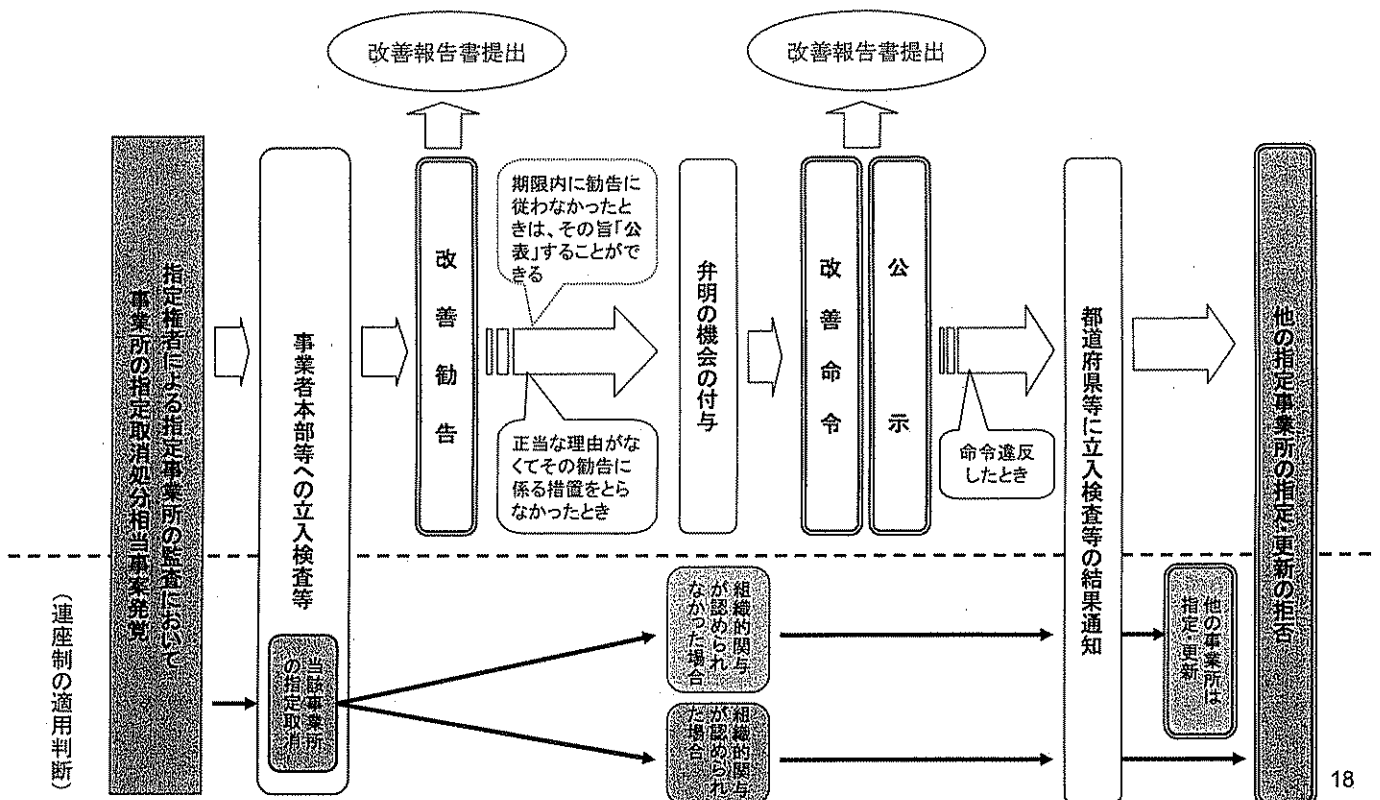 改善報告書提出
改善報告書提出
指定権者による指定事業所の監査において
事業所の指定取消処分相当事案発覚
事業者本部等への立入検査等
改善勧告
期限内に勧告に
従わなかったと
きは、その旨「公
表」することがで
きる
正当な理由がな
くてその勧告に
係る措置をとら
なかったとき
弁明の機会の付与
改善命令
公示
命令違反
したとき
都道府県等に立入検査等の結果通知
他の指定事業所の指定・更新の拒否
（連座制の適用判断）
当該事業所
の指定取消
組織的関与
が認められ
なかった場合
組織的関与
が認められ
た場合
他の事業所は
指定・更新
18